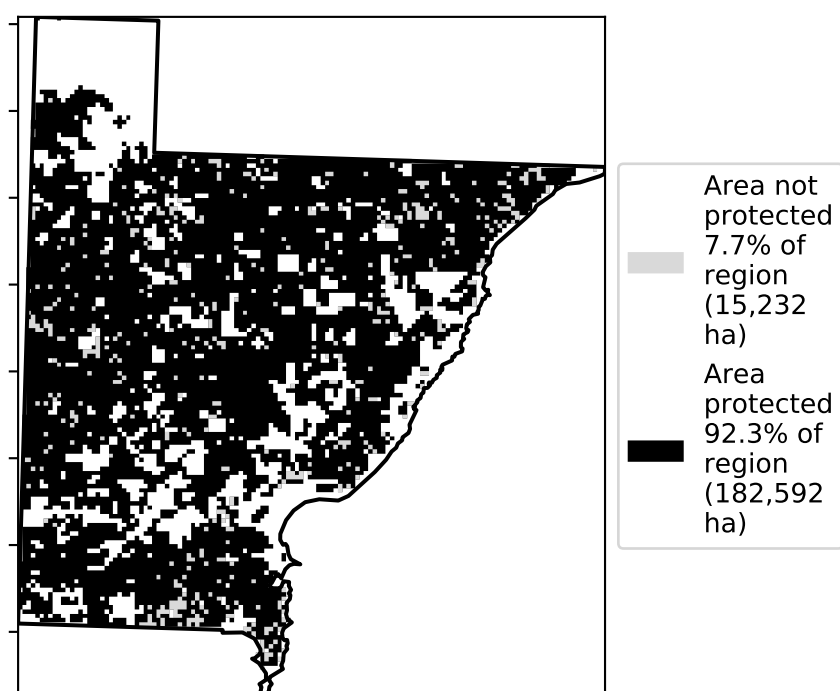 Area not
protected
7.7% of
region
(15,232
ha)
Area
protected
92.3% of
region
(182,592
ha)